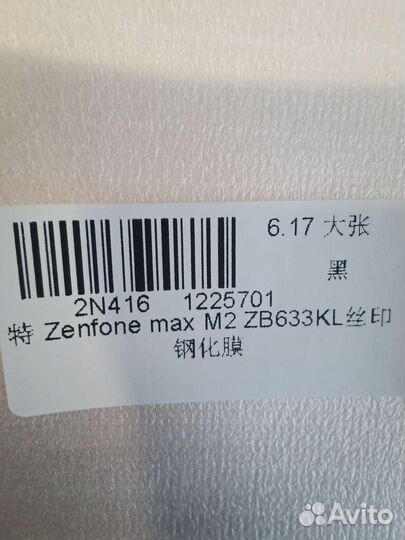 6.17 大张
黑
2N416 1225701
特 Zenfone max M2 ZB633KL丝印
钢化膜
Avito